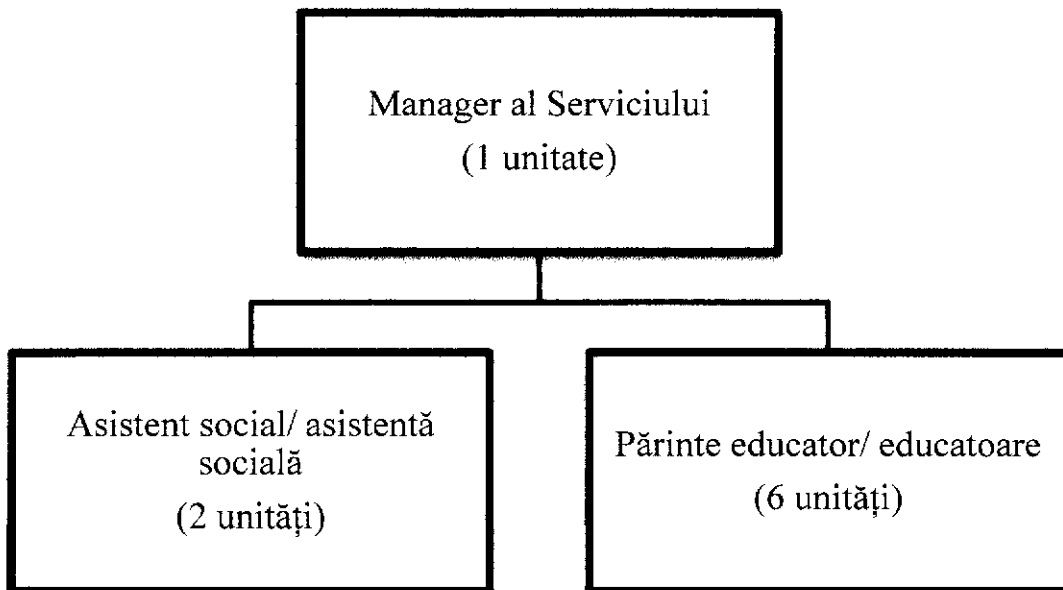 Manager al Serviciului
(1 unitate)
Asistent social/ asistentă
socială
(2 unități)
Părinte educator/ educatoare
(6 unități)